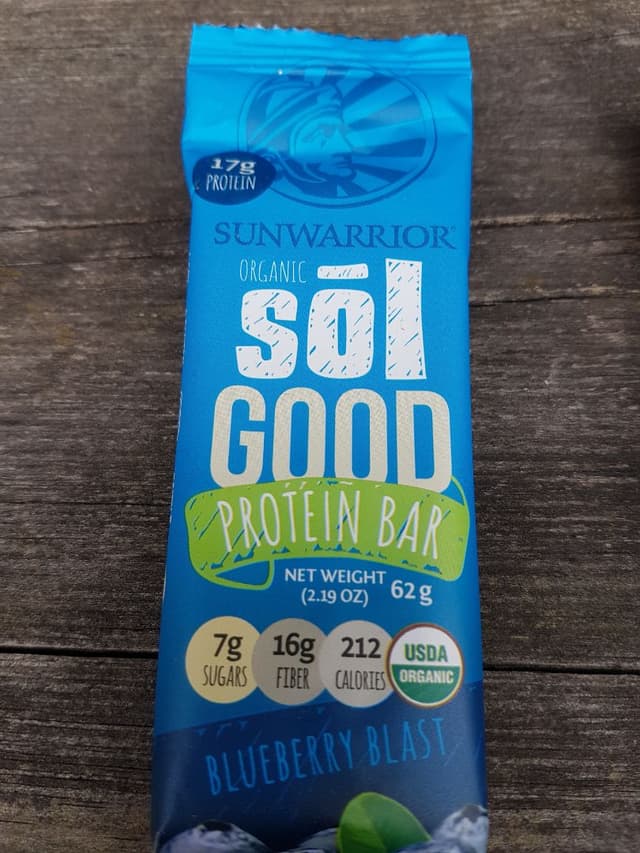 17g
PROTEIN
SUNWARRIOR®
ORGANIC
sōl
GOOD
PROTEIN BAR
NET WEIGHT
(2.19 OZ) 62g
7g
SUGARS
16g
FIBER
212
CALORIES
USDA
ORGANIC
BLUEBERRY BLAST